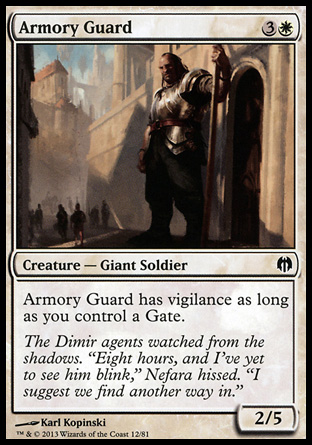 Armory Guard 3
Creature — Giant Soldier
Armory Guard has vigilance as long
as you control a Gate.
The Dimir agents watched from the
shadows. “Eight hours, and I’ve yet
to see him blink,” Nefara hissed. “I
suggest we find another way in.”
Karl Kopinski
™ & © 2013 Wizards of the Coast 12/81
2/5